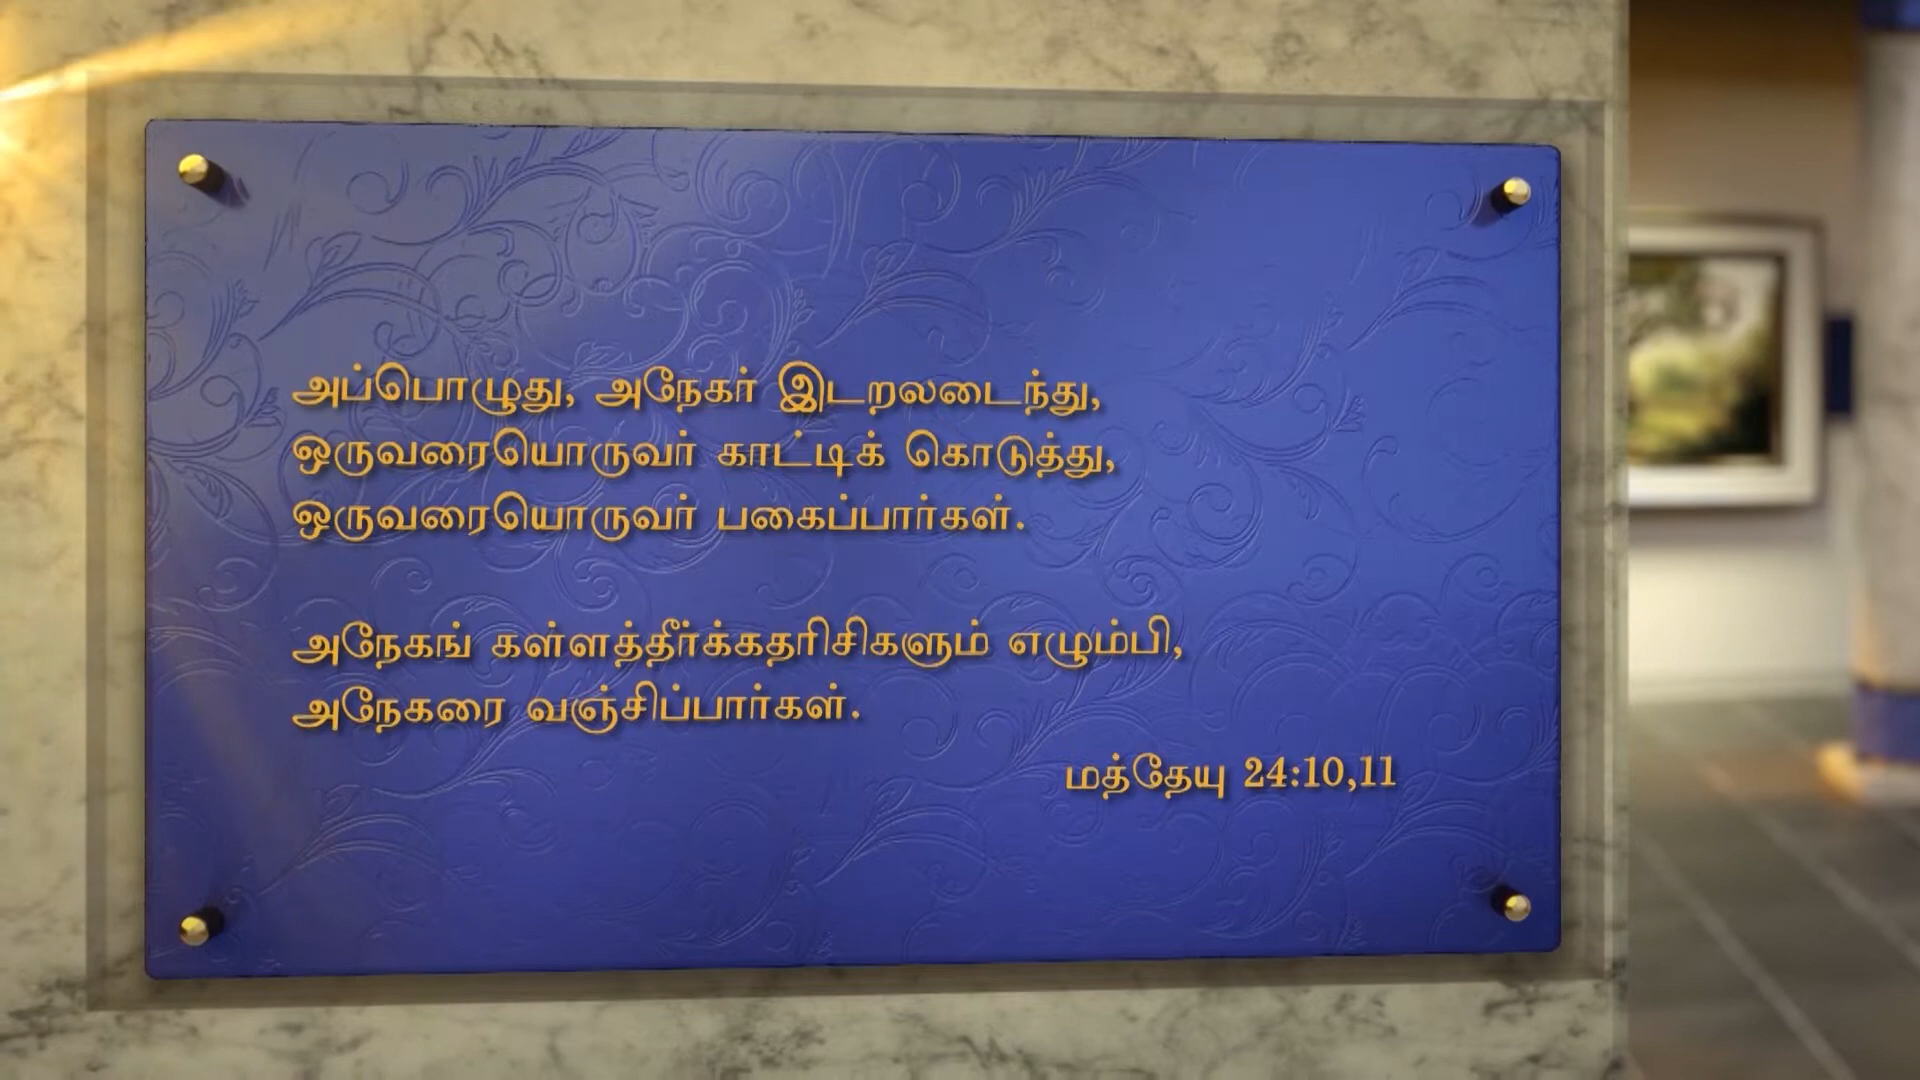 அப்பொழுது, அநேகர் இடறலடைந்து,
ஒருவரையொருவர் காட்டிக் கொடுத்து,
ஒருவரையொருவர் பகைப்பார்கள்.
அநேகங் கள்ளத்தீர்க்கதரிசிகளும் எழும்பி,
அநேகரை வஞ்சிப்பார்கள்.
மத்தேயு 24:10,11